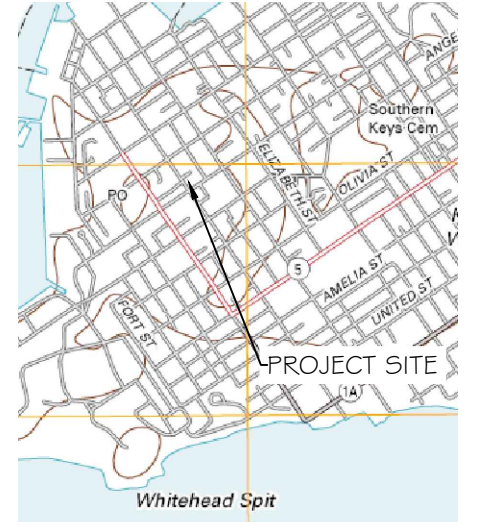 ANGE
Southern
Keys Cem
ELIZABETH ST
OLIVIA ST
PO
5
AMELIA ST
UNITED ST
FORT ST
PROJECT SITE
1A
Whitehead Spit